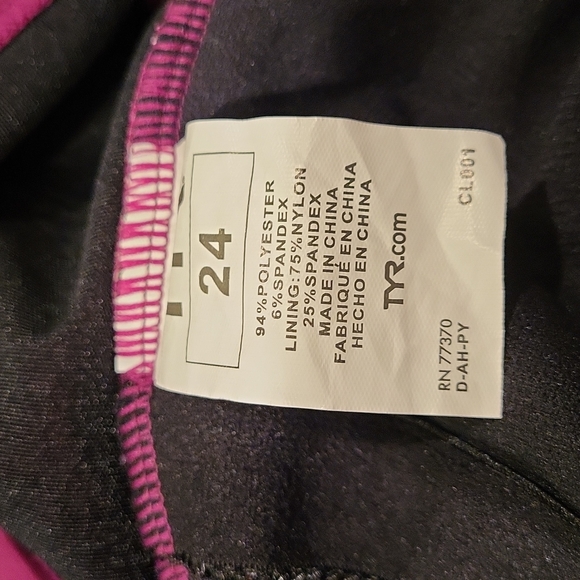 24
94%POLYESTER
6%SPANDEX
LINING:75%NYLON
25%SPANDEX
MADE IN CHINA
FABRIQUÉ EN CHINA
HECHO EN CHINA
TYR.com
RN 77370
D-AH-PY
CL001